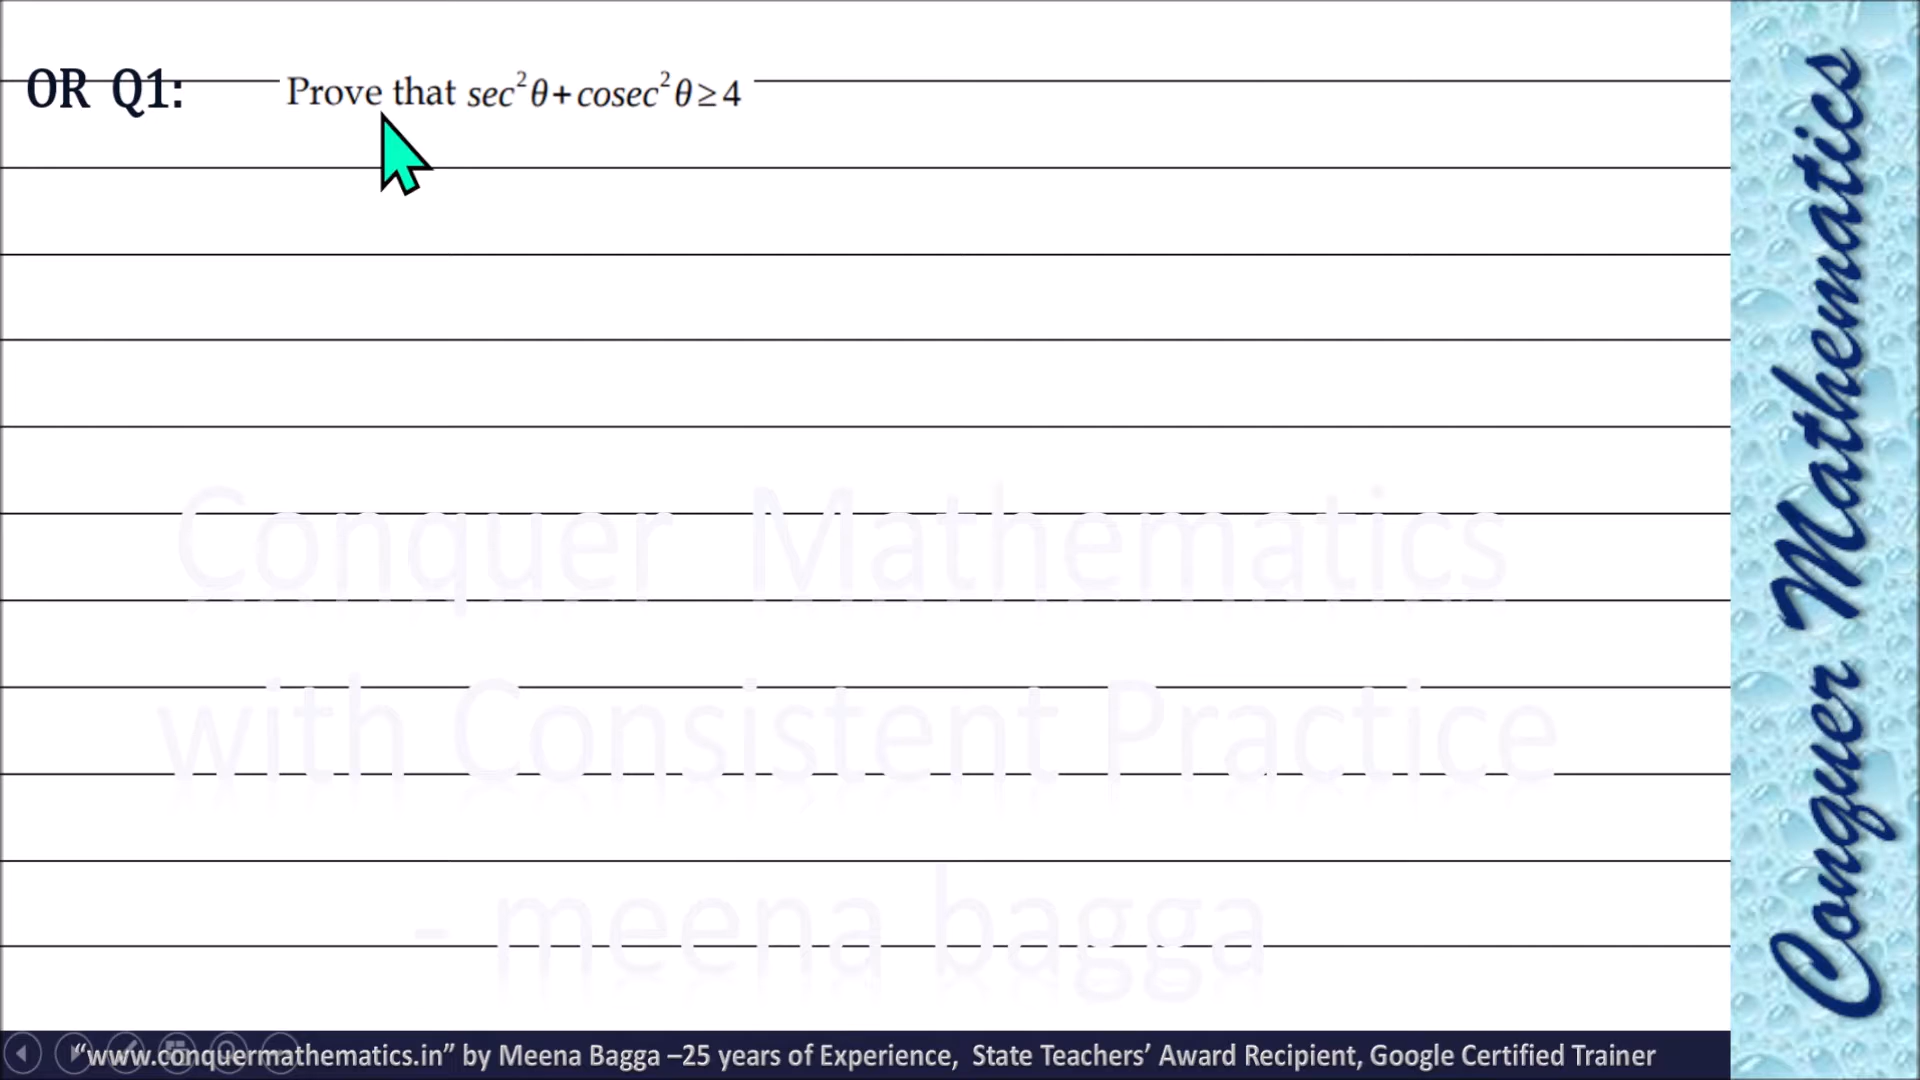 OR Q1: Prove that sec²θ+cosec²θ≥4
Conquer Mathematics
with Consistent Practice
- meena bagga
Conquer Mathematics
“www.conquermathematics.in” by Meena Bagga –25 years of Experience, State Teachers’ Award Recipient, Google Certified Trainer